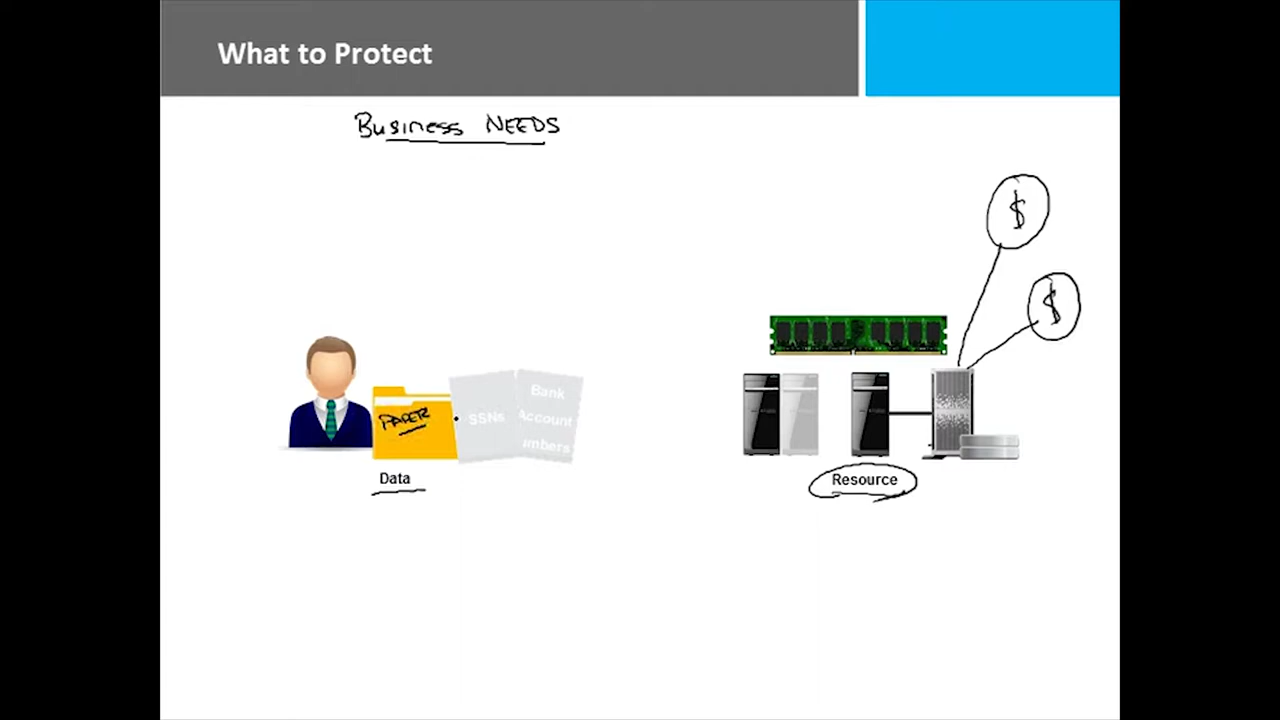 What to Protect
Business NEEDS
$
$
PAPER
SSNs
Bank
Account
umbers
Data
Resource